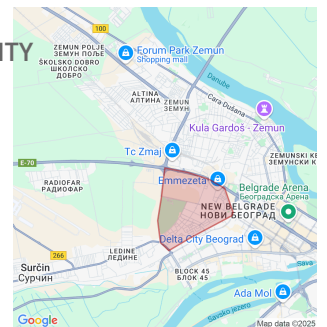 ITY
100
ZEMUN POLJE
ЗЕМУН ПОЉЕ
Forum Park Zemun
Shopping mall
ŠKOLSKO DOBRO
ШКОЛСКО
ДОБРО
Danube
ALTINA
АЛТИНА
ZEMUN
ЗЕМУН
Cara Dušana
Kula Gardoš - Zemun
Tc Zmaj
ZEMUNSKI KE
ЗЕМУНСКИ К
E-70
RADIOFAR
РАДИОФАР
Emmezeta
Belgrade Arena
Београдска Арена
NEW BELGRADE
НОВИ БЕОГРАД
Delta City Beograd
266
LEDINE
ЛЕДИНЕ
Surčin
Сурчин
BLOCK 45
БЛОК 45
Ada Mol
Savsko jezero
Google
Map data ©2025